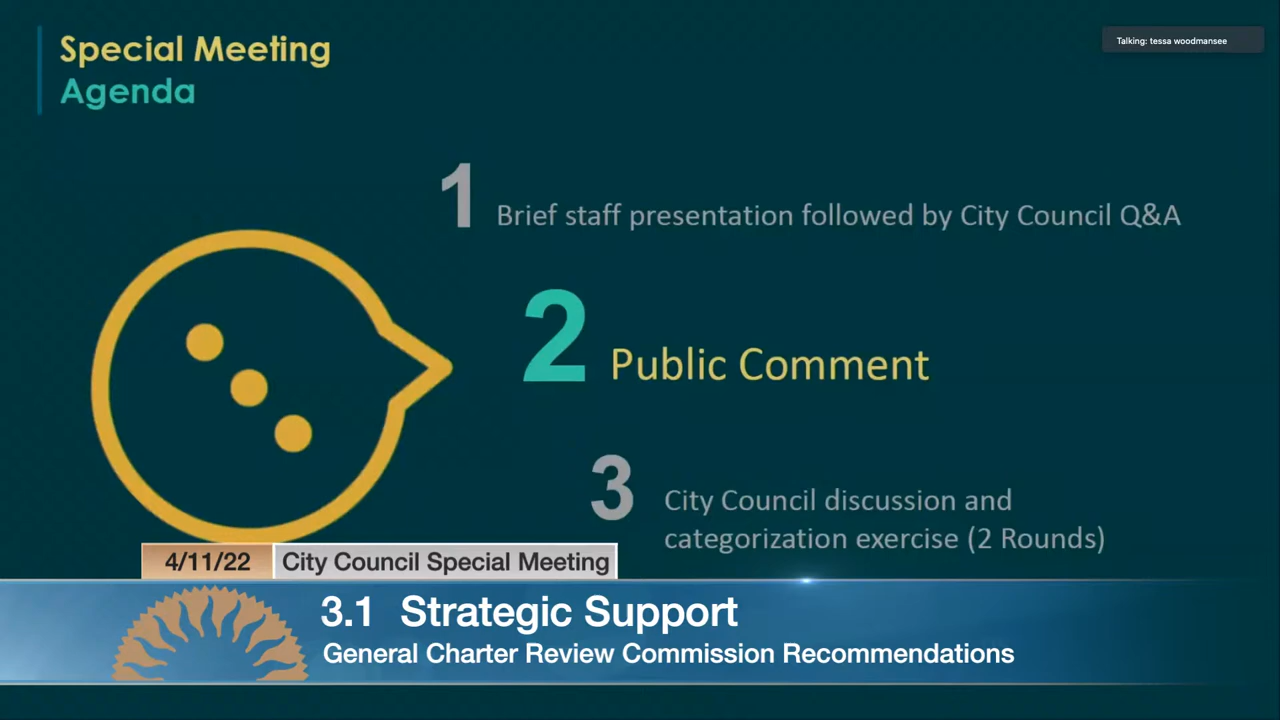 Special Meeting
Agenda
Talking: tessa woodmansee
1 Brief staff presentation followed by City Council Q&A
2 Public Comment
3 City Council discussion and
categorization exercise (2 Rounds)
4/11/22 City Council Special Meeting
3.1 Strategic Support
General Charter Review Commission Recommendations